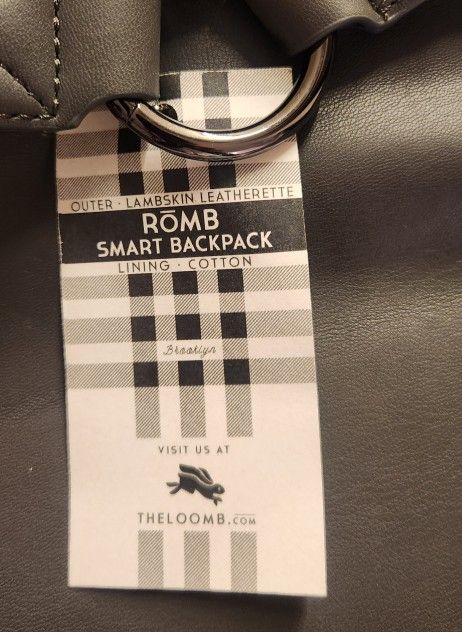 OUTER · LAMBSKIN LEATHERETTE
RŌMB
SMART BACKPACK
LINING · COTTON
Brooklyn
VISIT US AT
THELOOMB.COM